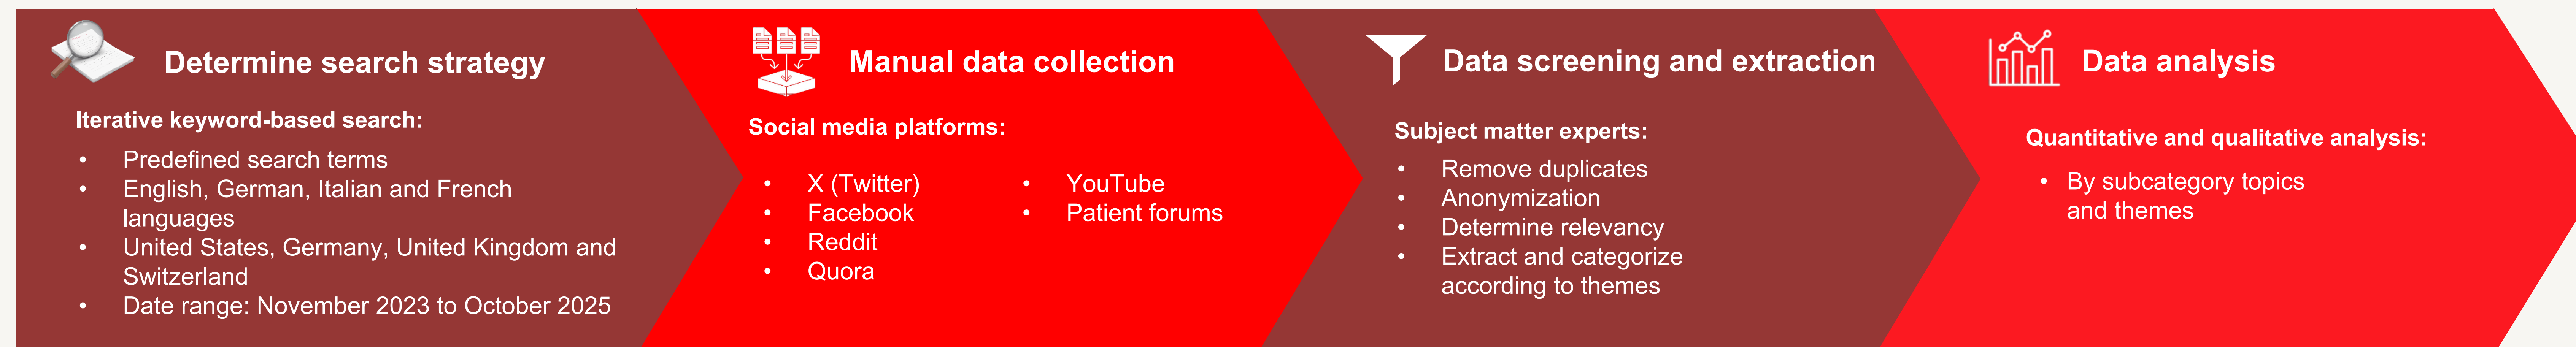 Determine search strategy
Iterative keyword-based search:
• Predefined search terms
• English, German, Italian and French
languages
• United States, Germany, United Kingdom and
Switzerland
• Date range: November 2023 to October 2025
Manual data collection
Social media platforms:
• X (Twitter)
• Facebook
• Reddit
• Quora
• YouTube
• Patient forums
Data screening and extraction
Subject matter experts:
• Remove duplicates
• Anonymization
• Determine relevancy
• Extract and categorize
according to themes
Data analysis
Quantitative and qualitative analysis:
• By subcategory topics
and themes